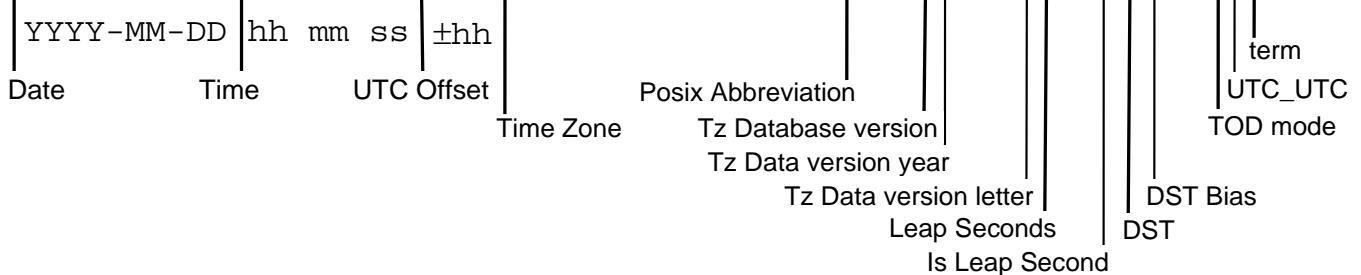 YYYY-MM-DD hh mm ss ±hh
term
Date Time UTC Offset Posix Abbreviation UTC_UTC
Time Zone Tz Database version TOD mode
Tz Data version year
Tz Data version letter DST Bias
Leap Seconds DST
Is Leap Second